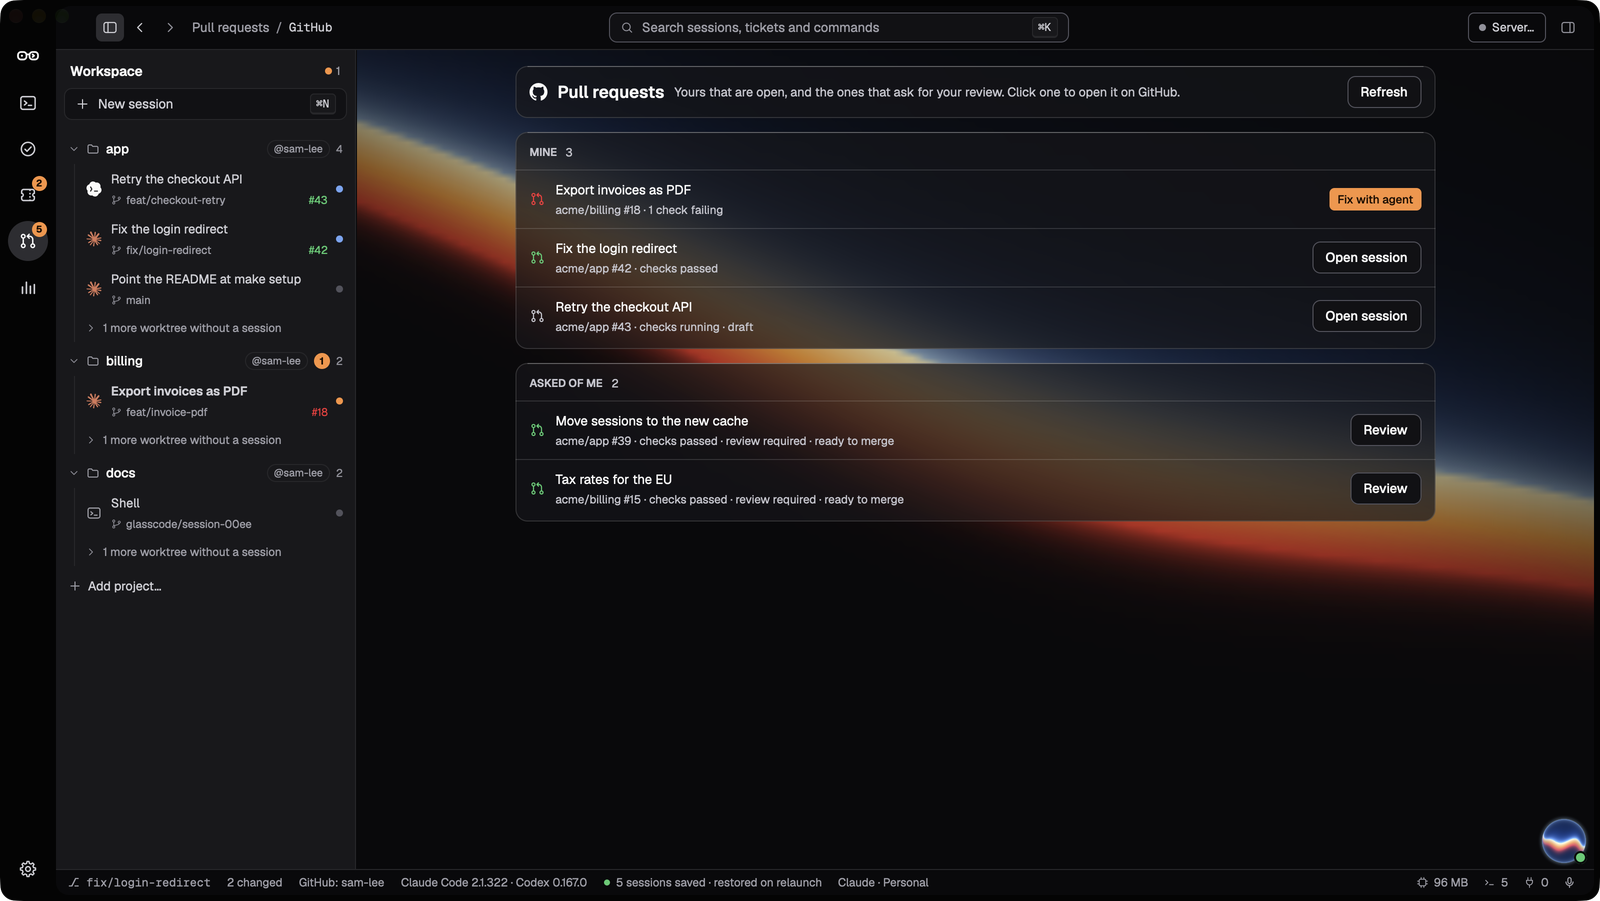 Pull requests / GitHub
Search sessions, tickets and commands
⌘K
Server...
Workspace
1
New session
⌘N
app
@sam-lee
4
Retry the checkout API
feat/checkout-retry
#43
Fix the login redirect
fix/login-redirect
#42
Point the README at make setup
main
1 more worktree without a session
billing
@sam-lee
1
2
Export invoices as PDF
feat/invoice-pdf
#18
1 more worktree without a session
docs
@sam-lee
2
Shell
glasscode/session-00ee
1 more worktree without a session
Add project...
2
5
Pull requests
Yours that are open, and the ones that ask for your review. Click one to open it on GitHub.
Refresh
MINE 3
Export invoices as PDF
acme/billing #18 · 1 check failing
Fix with agent
Fix the login redirect
acme/app #42 · checks passed
Open session
Retry the checkout API
acme/app #43 · checks running · draft
Open session
ASKED OF ME 2
Move sessions to the new cache
acme/app #39 · checks passed · review required · ready to merge
Review
Tax rates for the EU
acme/billing #15 · checks passed · review required · ready to merge
Review
fix/login-redirect
2 changed
GitHub: sam-lee
Claude Code 2.1.322 · Codex 0.167.0
5 sessions saved · restored on relaunch
Claude · Personal
96 MB
5
0